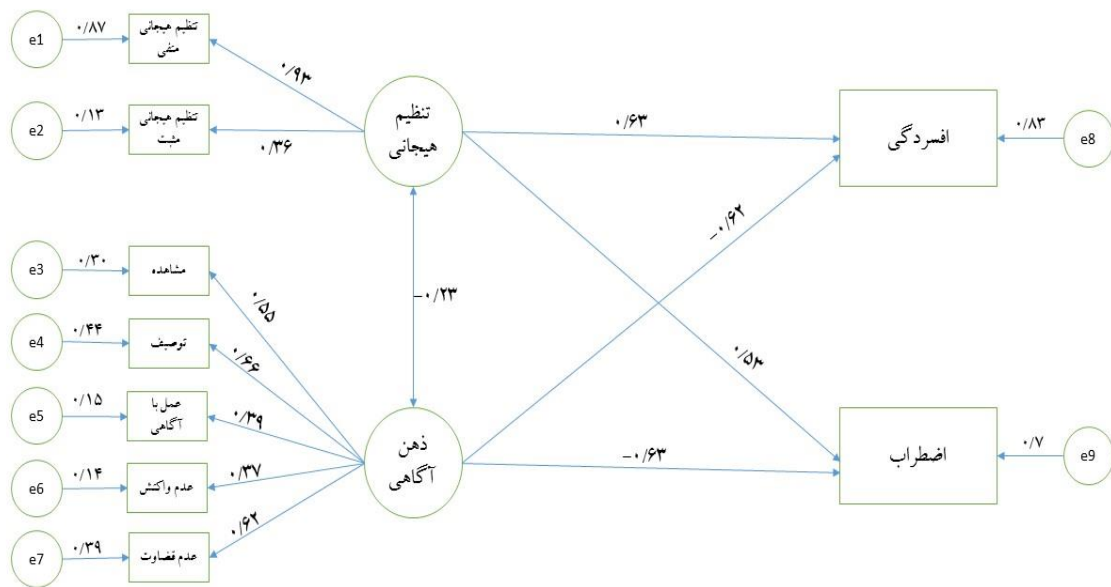 e1
۰/۸۷
تنظیم هیجانی
منفی
۰/۹۳
e2
۰/۱۳
تنظیم هیجانی
مثبت
۰/۳۶
تنظیم
هیجانی
۰/۶۳
افسردگی
۰/۸۳
e8
-۰/۶۲
e3
۰/۳۰
مشاهده
۰/۵۵
-۰/۲۳
e4
۰/۴۴
توصیف
۰/۶۶
۰/۵۳
e5
۰/۱۵
عمل با
آگاهی
۰/۳۹
ذهن
آگاهی
-۰/۶۳
اضطراب
۰/۷
e9
e6
۰/۱۴
عدم واکنش
۰/۳۷
e7
۰/۳۹
عدم قضاوت
۰/۶۲